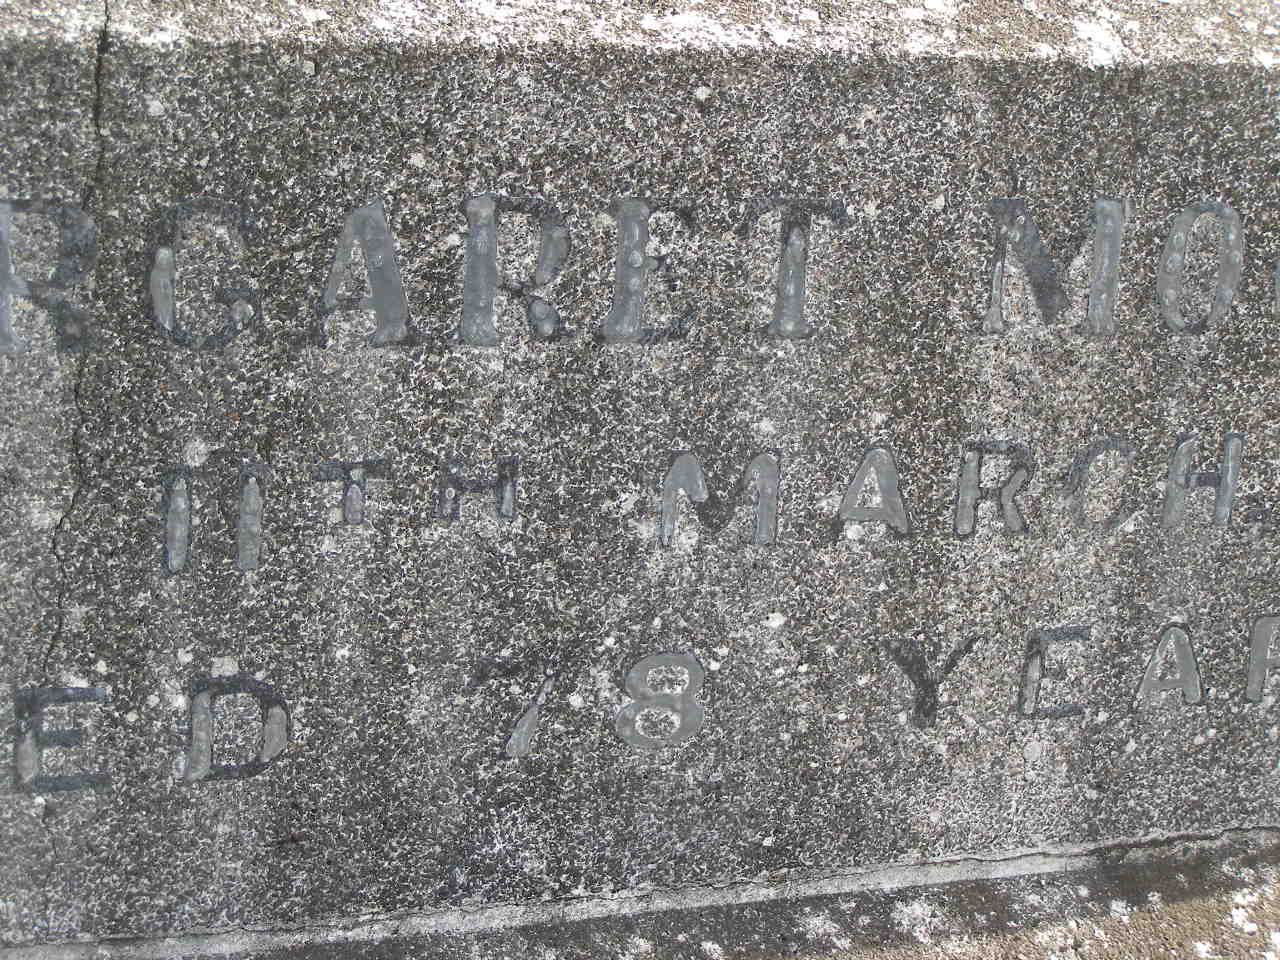 RGARET MO
11TH MARCH.
ED 78 YEAR